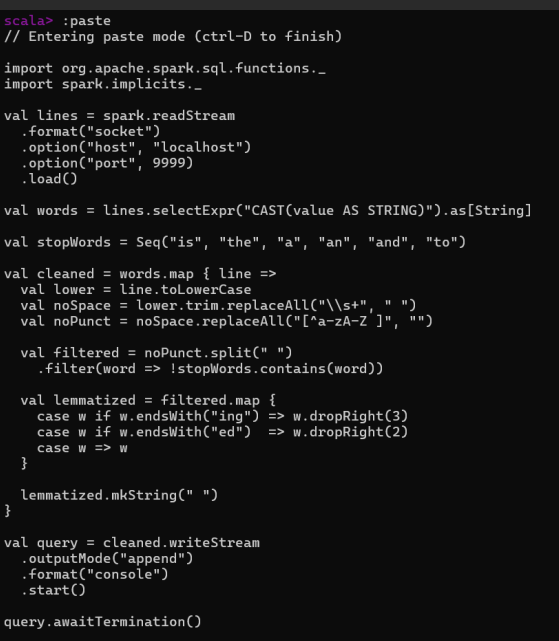 scala> :paste
// Entering paste mode (ctrl-D to finish)
import org.apache.spark.sql.functions._
import spark.implicits._
val lines = spark.readStream
  .format("socket")
  .option("host", "localhost")
  .option("port", 9999)
  .load()
val words = lines.selectExpr("CAST(value AS STRING)").as[String]
val stopWords = Seq("is", "the", "a", "an", "and", "to")
val cleaned = words.map { line =>
  val lower = line.toLowerCase
  val noSpace = lower.trim.replaceAll("\\s+", " ")
  val noPunct = noSpace.replaceAll("[^a-zA-Z ]", "")
  val filtered = noPunct.split(" ")
    .filter(word => !stopWords.contains(word))
  val lemmatized = filtered.map {
    case w if w.endsWith("ing") => w.dropRight(3)
    case w if w.endsWith("ed")  => w.dropRight(2)
    case w => w
  }
  lemmatized.mkString(" ")
}
val query = cleaned.writeStream
  .outputMode("append")
  .format("console")
  .start()
query.awaitTermination()